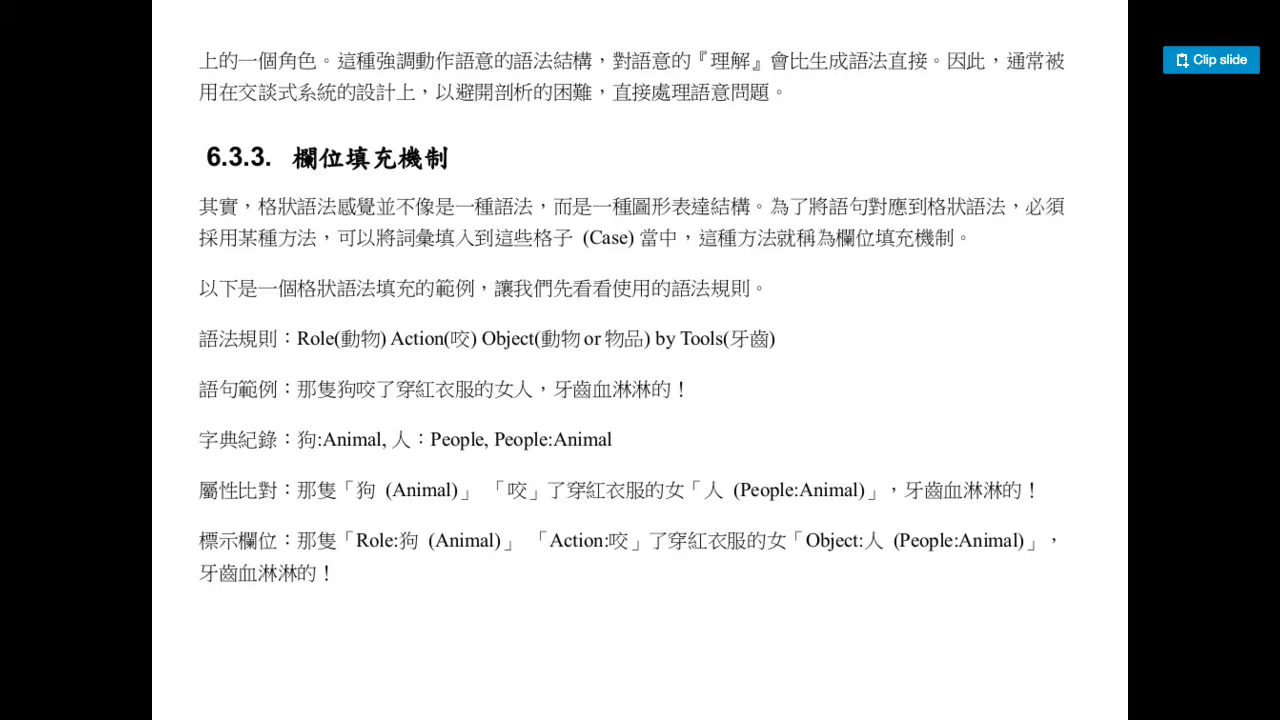 上的一個角色。這種強調動作語意的語法結構，對語意的『理解』會比生成語法直接。因此，通常被
用在交談式系統的設計上，以避開剖析的困難，直接處理語意問題。
Clip slide
6.3.3. 欄位填充機制
其實，格狀語法感覺並不像是一種語法，而是一種圖形表達結構。為了將語句對應到格狀語法，必須
採用某種方法，可以將詞彙填入到這些格子 (Case) 當中，這種方法就稱為欄位填充機制。
以下是一個格狀語法填充的範例，讓我們先看看使用的語法規則。
語法規則：Role(動物) Action(咬) Object(動物 or 物品) by Tools(牙齒)
語句範例：那隻狗咬了穿紅衣服的女人，牙齒血淋淋的！
字典紀錄：狗:Animal, 人：People, People:Animal
屬性比對：那隻「狗 (Animal)」 「咬」了穿紅衣服的女「人 (People:Animal)」，牙齒血淋淋的！
標示欄位：那隻「Role:狗 (Animal)」 「Action:咬」了穿紅衣服的女「Object:人 (People:Animal)」，
牙齒血淋淋的！